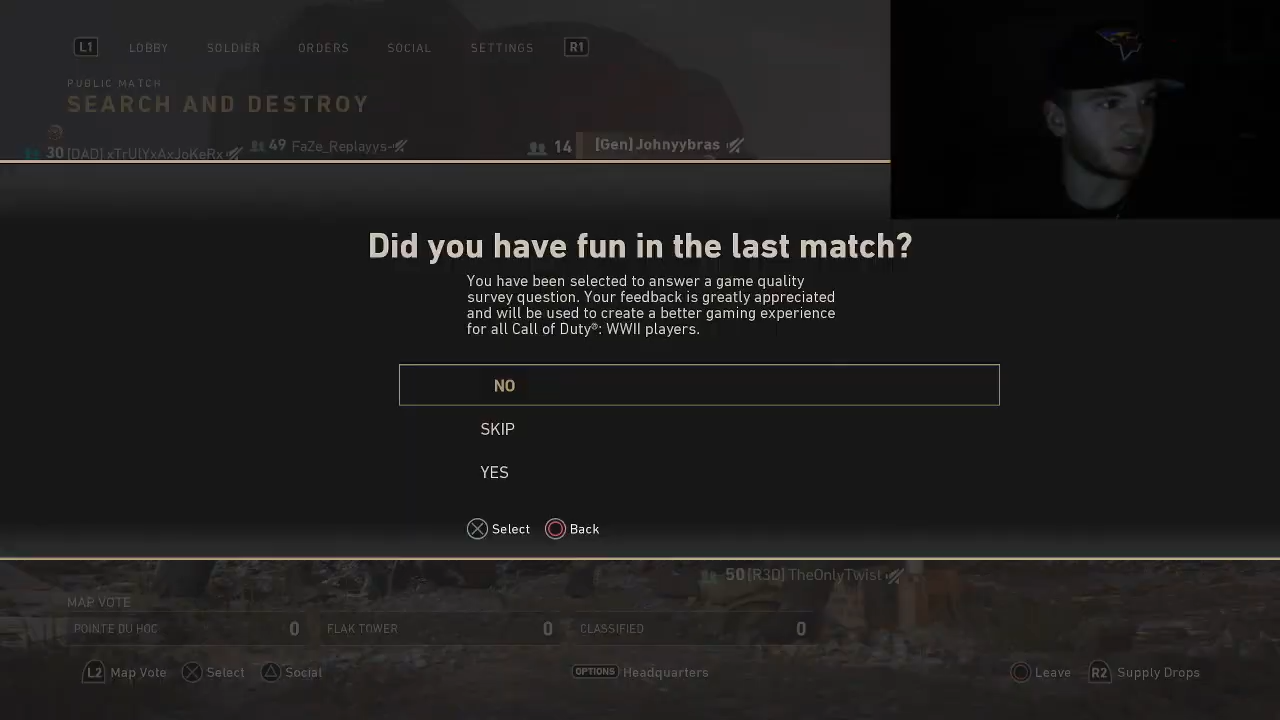 L1 LOBBY SOLDIER ORDERS SOCIAL SETTINGS R1
PUBLIC MATCH
SEARCH AND DESTROY
30 [DAD] xTrUlYxAxJoKeRx 49 FaZe_Replayys- 14 [Gen] Johnyybras
Did you have fun in the last match?
You have been selected to answer a game quality
survey question. Your feedback is greatly appreciated
and will be used to create a better gaming experience
for all Call of Duty®: WWII players.
NO
SKIP
YES
Select Back
50 [R3D] TheOnlyTwist
MAP VOTE
POINTE DU HOC 0 FLAK TOWER 0 CLASSIFIED 0
L2 Map Vote Select Social OPTIONS Headquarters Leave R2 Supply Drops